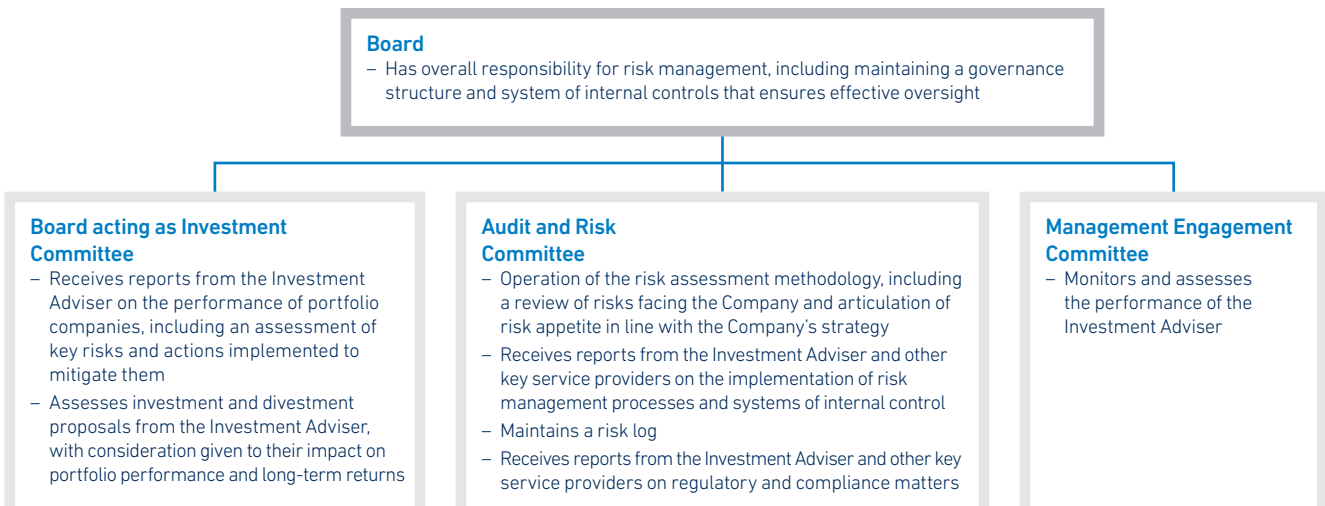 Board
– Has overall responsibility for risk management, including maintaining a governance
structure and system of internal controls that ensures effective oversight
Board acting as Investment
Committee
– Receives reports from the Investment
Adviser on the performance of portfolio
companies, including an assessment of
key risks and actions implemented to
mitigate them
– Assesses investment and divestment
proposals from the Investment Adviser,
with consideration given to their impact on
portfolio performance and long-term returns
Audit and Risk
Committee
– Operation of the risk assessment methodology, including
a review of risks facing the Company and articulation of
risk appetite in line with the Company’s strategy
– Receives reports from the Investment Adviser and other
key service providers on the implementation of risk
management processes and systems of internal control
– Maintains a risk log
– Receives reports from the Investment Adviser and other key
service providers on regulatory and compliance matters
Management Engagement
Committee
– Monitors and assesses
the performance of the
Investment Adviser